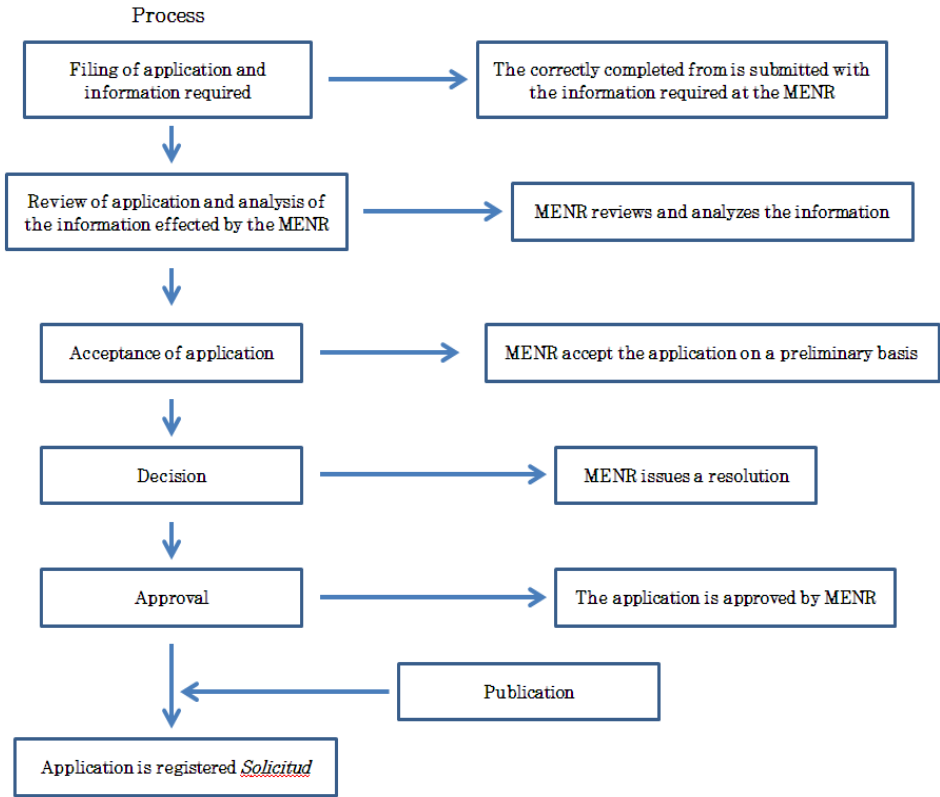 Process
Filing of application and
information required
The correctly completed from is submitted with
the information required at the MENR
Review of application and analysis of
the information effected by the MENR
MENR reviews and analyzes the information
Acceptance of application
MENR accept the application on a preliminary basis
Decision
MENR issues a resolution
Approval
The application is approved by MENR
Publication
Application is registered Solicitud